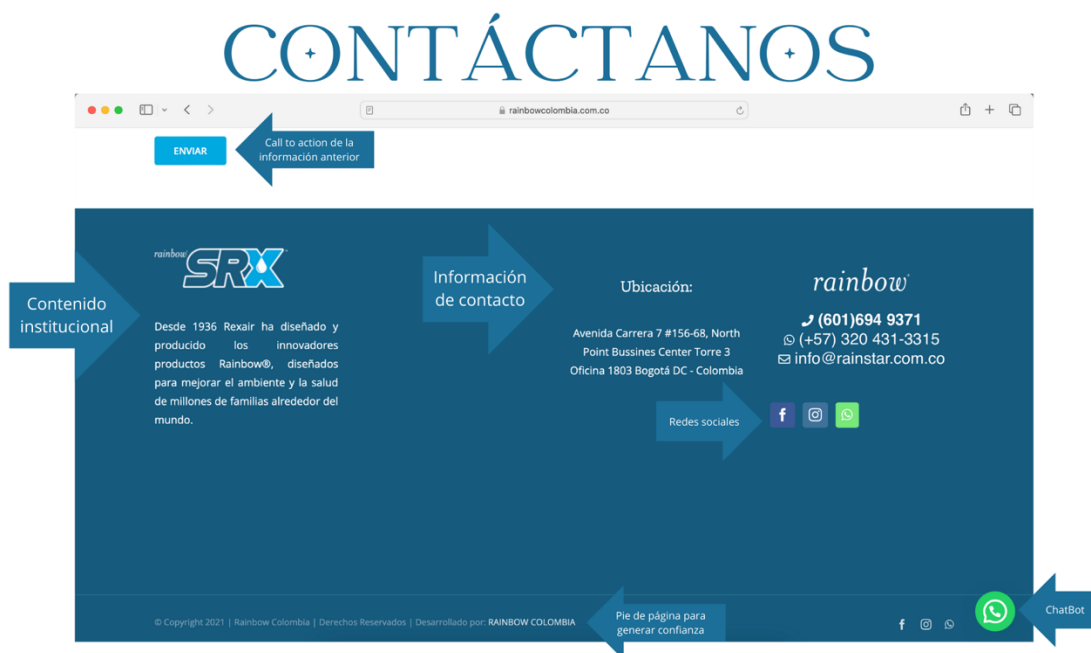 CONTÁCTANOS
rainbowcolombia.com.co
ENVIAR
Call to action de la
información anterior
rainbow
SRX
Contenido
institucional
Desde 1936 Rexair ha diseñado y
producido los innovadores
productos Rainbow®, diseñados
para mejorar el ambiente y la salud
de millones de familias alrededor del
mundo.
Información
de contacto
Ubicación:
Avenida Carrera 7 #156-68, North
Point Bussines Center Torre 3
Oficina 1803 Bogotá DC - Colombia
rainbow
(601)694 9371
(+57) 320 431-3315
info@rainstar.com.co
Redes sociales
© Copyright 2021 | Rainbow Colombia | Derechos Reservados | Desarrollado por: RAINBOW COLOMBIA
Pie de página para
generar confianza
ChatBot